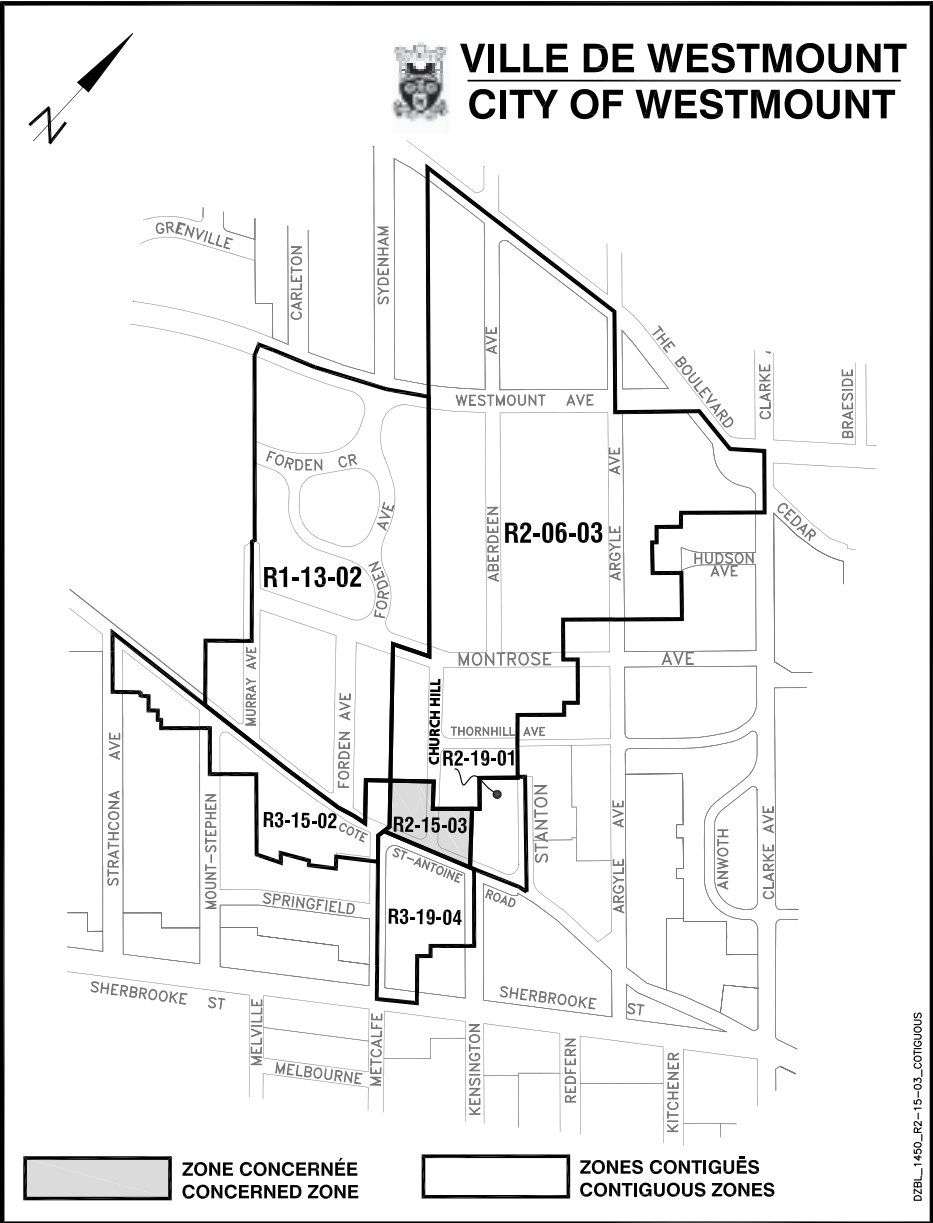 VILLE DE WESTMOUNT
CITY OF WESTMOUNT
N
GRENVILLE
CARLETON
SYDENHAM
AVE
THE BOULEVARD
CLARKE
BRAESIDE
WESTMOUNT AVE
FORDEN CR
FORDEN AVE
ABERDEEN
ARGYLE AVE
CEDAR
R2-06-03
HUDSON
AVE
R1-13-02
MONTROSE AVE
MURRAY AVE
FORDEN AVE
CHURCH HILL
THORNHILL AVE
R2-19-01
STRATHCONA AVE
MOUNT-STEPHEN
R3-15-02
COTE
R2-15-03
STANTON
ARGYLE AVE
ANWOTH
CLARKE AVE
ST-ANTOINE
ROAD
SPRINGFIELD
R3-19-04
SHERBROOKE ST
SHERBROOKE ST
MELVILLE
METCALFE
MELBOURNE
KENSINGTON
REDFERN
KITCHENER
ZONE CONCERNÉE
CONCERNED ZONE
ZONES CONTIGUËS
CONTIGUOUS ZONES
DZBL_1450_R2-15-03_COTIGUOUS